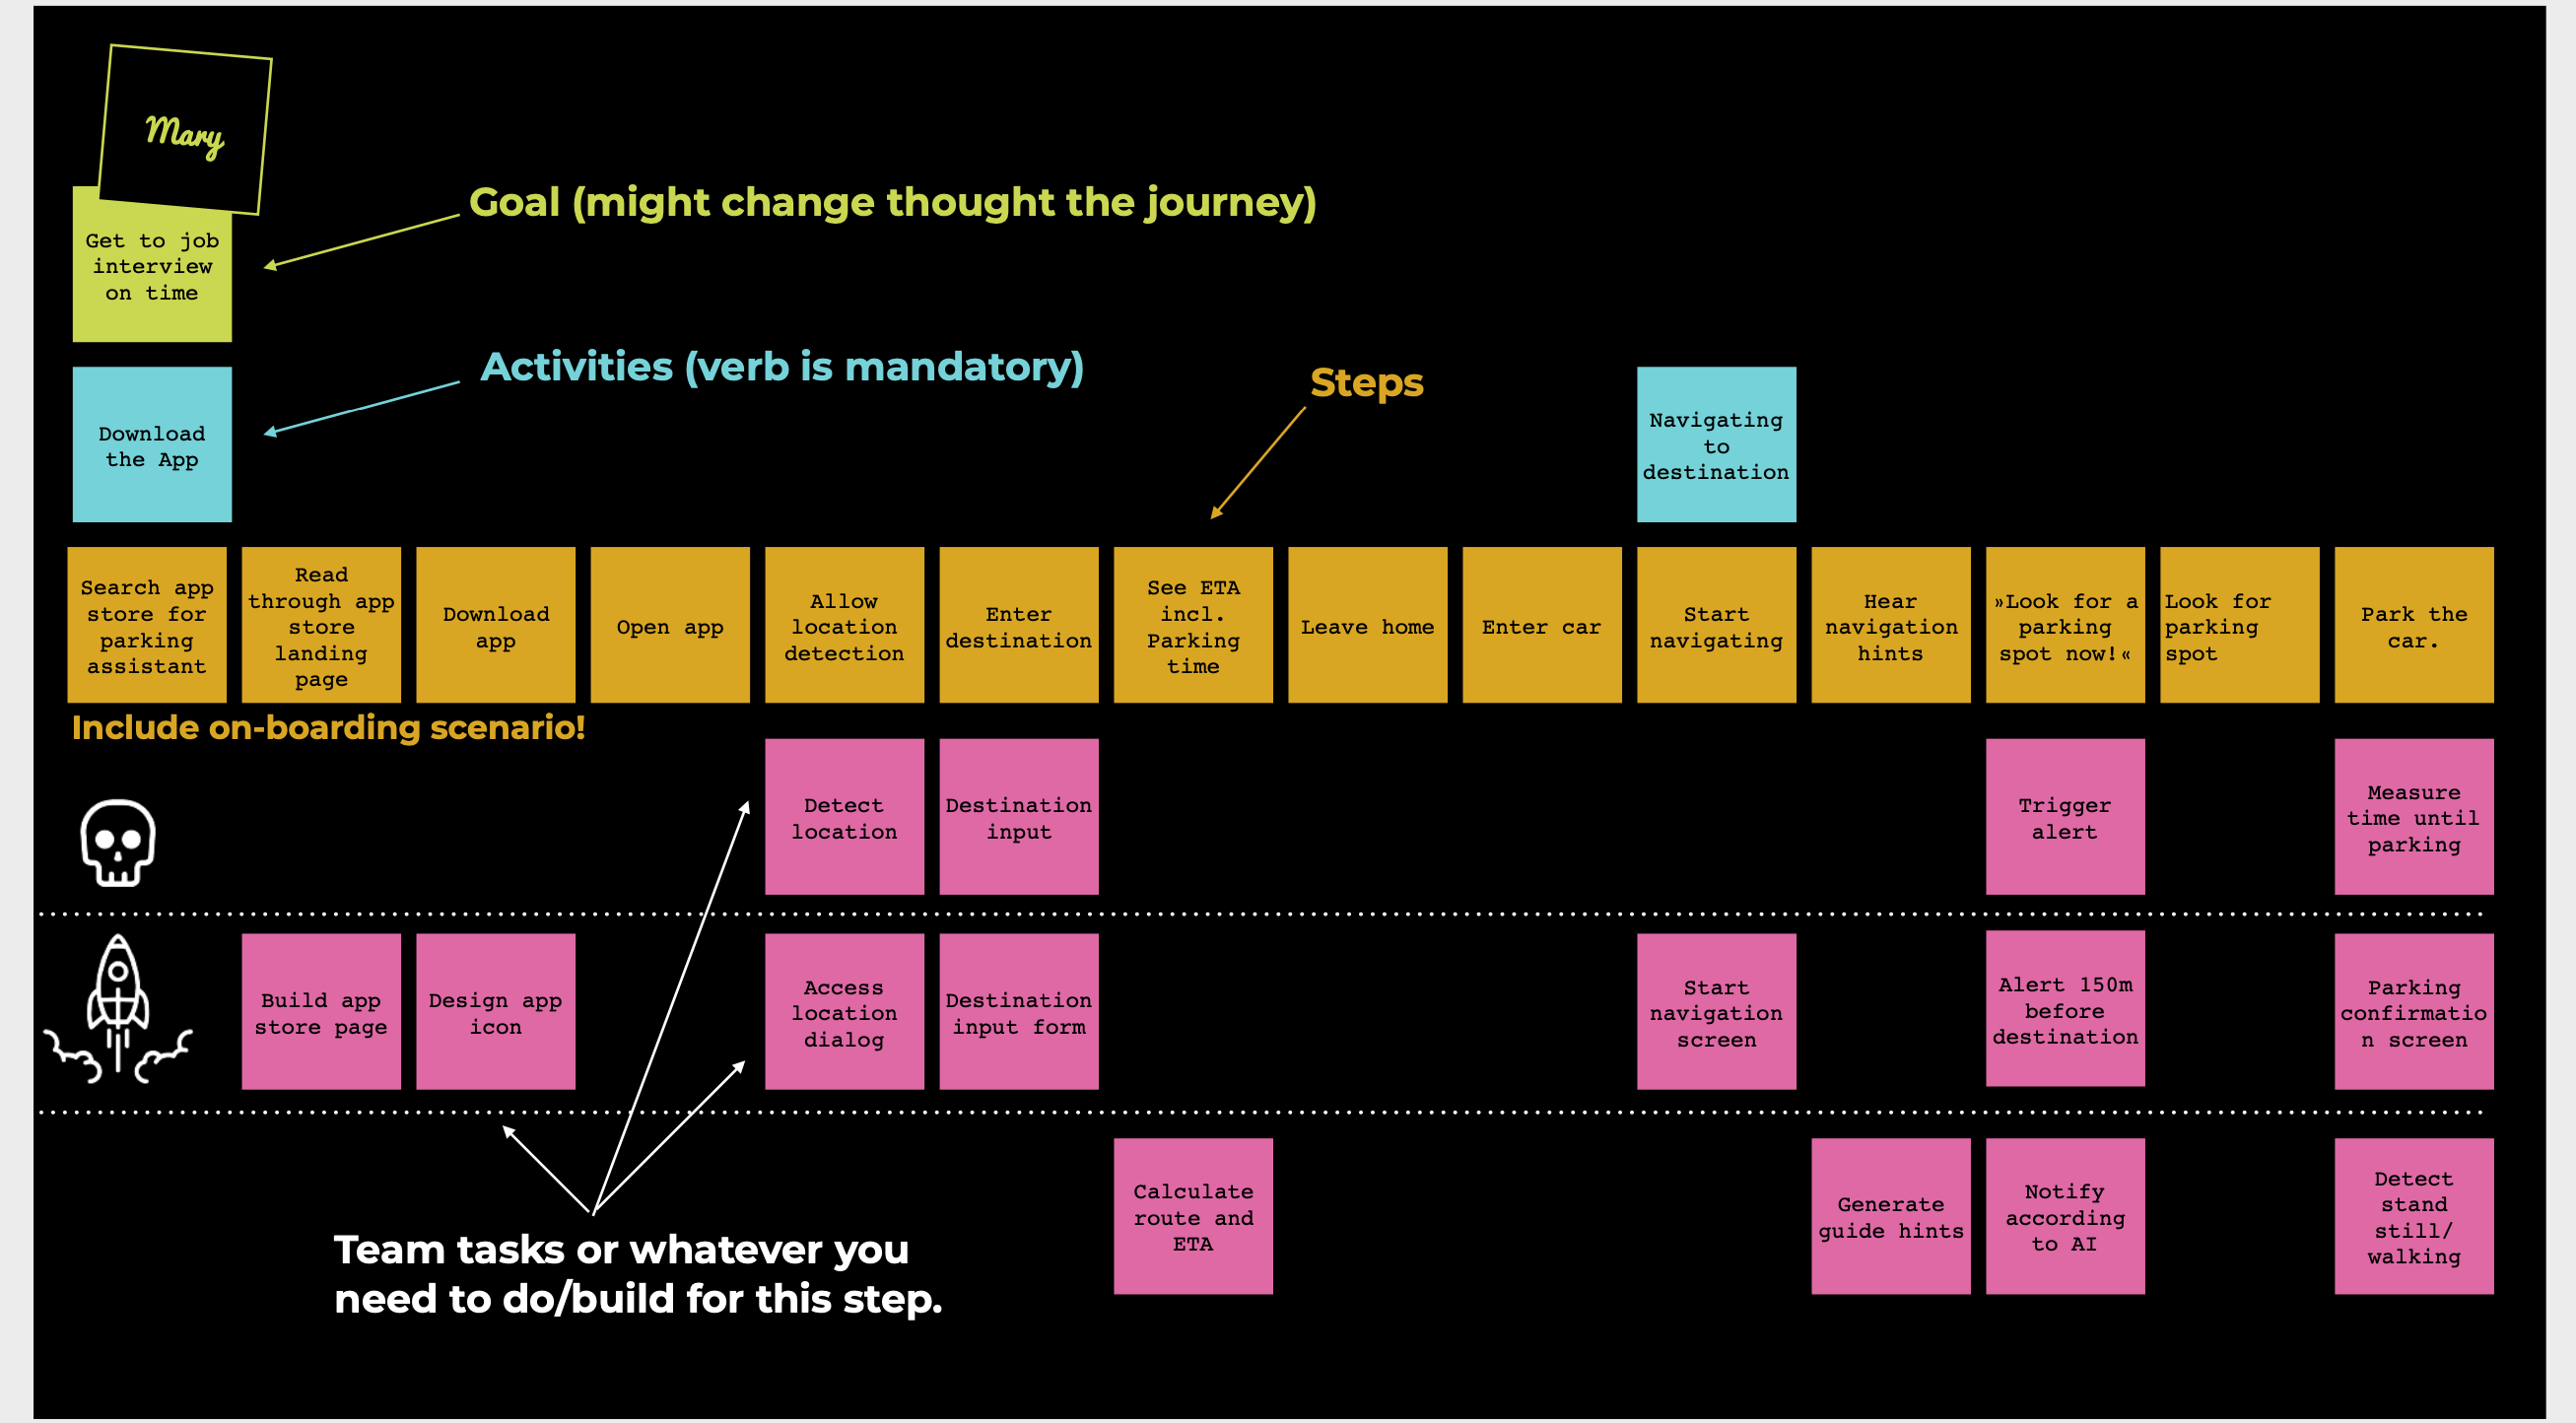 Mary
Get to job
interview
on time
Goal (might change thought the journey)
Download
the App
Activities (verb is mandatory)
Steps
Navigating
to
destination
Search app
store for
parking
assistant
Read
through app
store
landing
page
Download
app
Open app
Allow
location
detection
Enter
destination
See ETA
incl.
Parking
time
Leave home
Enter car
Start
navigating
Hear
navigation
hints
»Look for a
parking
spot now!«
Look for
parking
spot
Park the
car.
Include on-boarding scenario!
Detect
location
Destination
input
Trigger
alert
Measure
time until
parking
Build app
store page
Design app
icon
Access
location
dialog
Destination
input form
Start
navigation
screen
Alert 150m
before
destination
Parking
confirmatio
n screen
Calculate
route and
ETA
Generate
guide hints
Notify
according
to AI
Detect
stand
still/
walking
Team tasks or whatever you
need to do/build for this step.